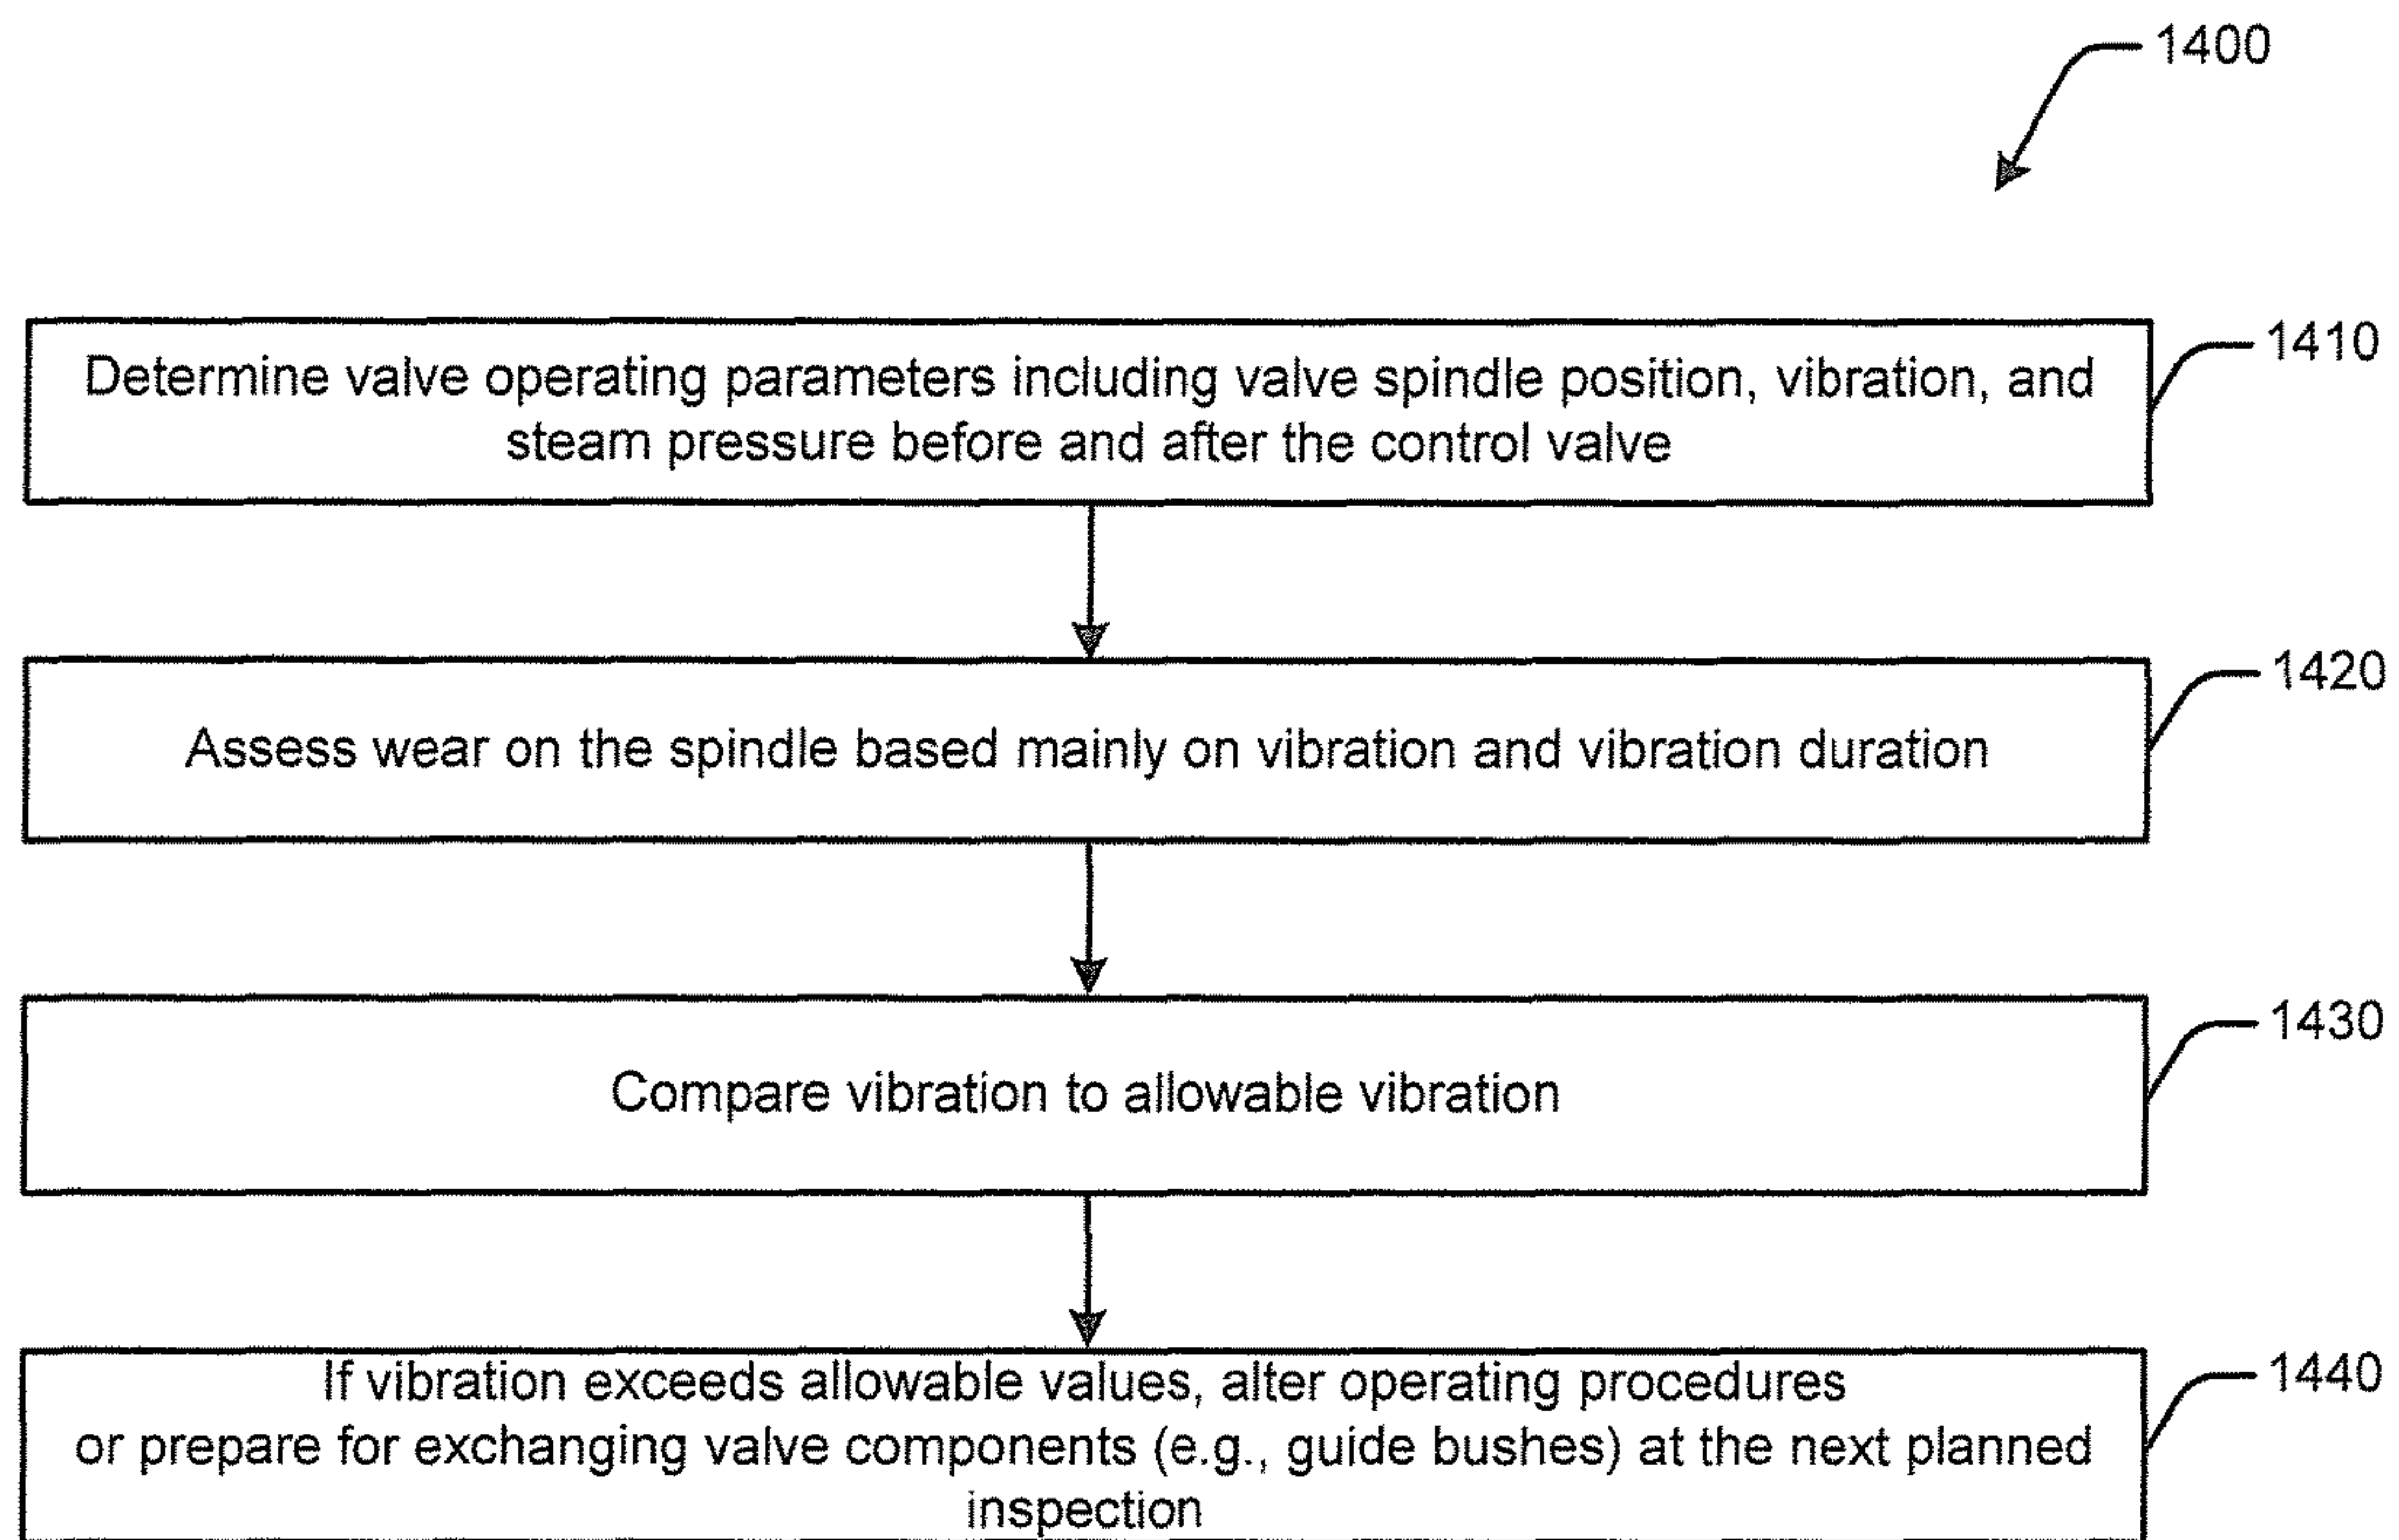 1400
Determine valve operating parameters including valve spindle position, vibration, and
steam pressure before and after the control valve
1410
Assess wear on the spindle based mainly on vibration and vibration duration
1420
Compare vibration to allowable vibration
1430
If vibration exceeds allowable values, alter operating procedures
or prepare for exchanging valve components (e.g., guide bushes) at the next planned
inspection
1440